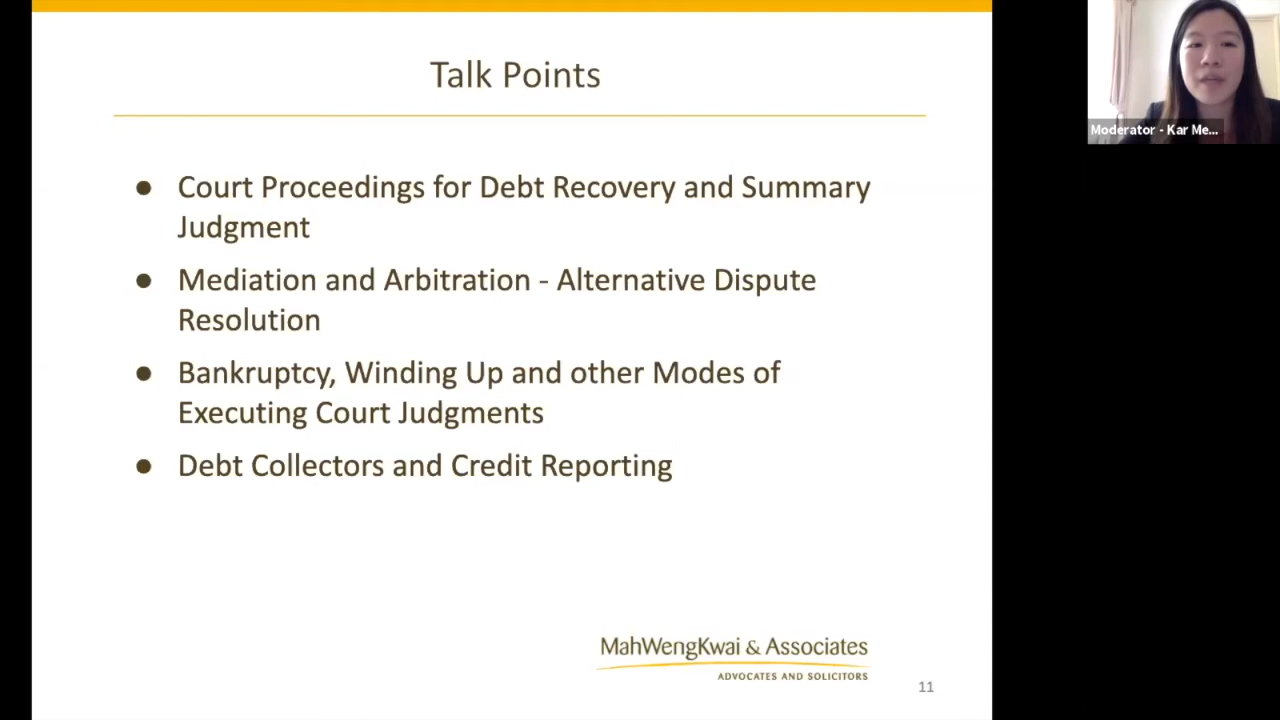 Talk Points
● Court Proceedings for Debt Recovery and Summary
Judgment
● Mediation and Arbitration - Alternative Dispute
Resolution
● Bankruptcy, Winding Up and other Modes of
Executing Court Judgments
● Debt Collectors and Credit Reporting
MahWengKwai & Associates
ADVOCATES AND SOLICITORS
11
Moderator - Kar Me...